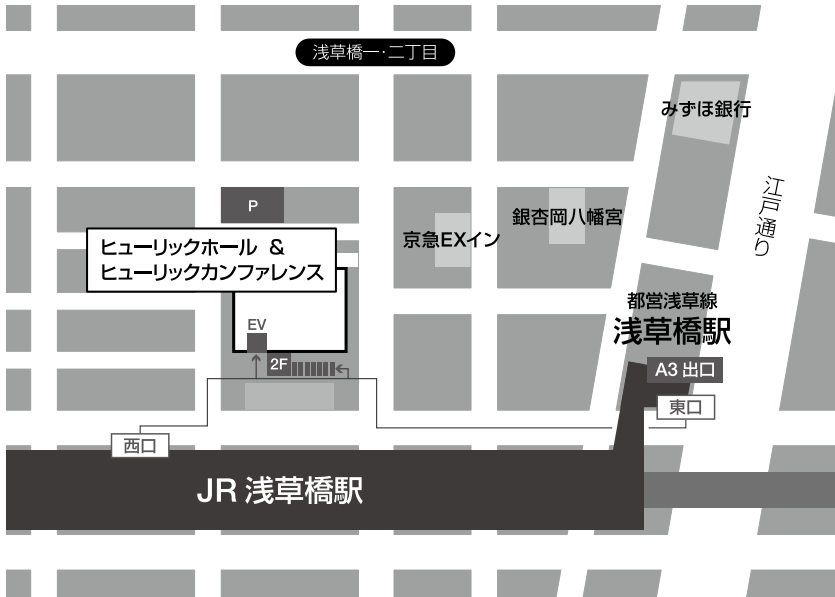 浅草橋一・二丁目
みずほ銀行
江戸通り
P
銀杏岡八幡宮
京急EXイン
ヒューリックホール &
ヒューリックカンファレンス
都営浅草線
浅草橋駅
EV
2F
A3 出口
東口
西口
JR 浅草橋駅